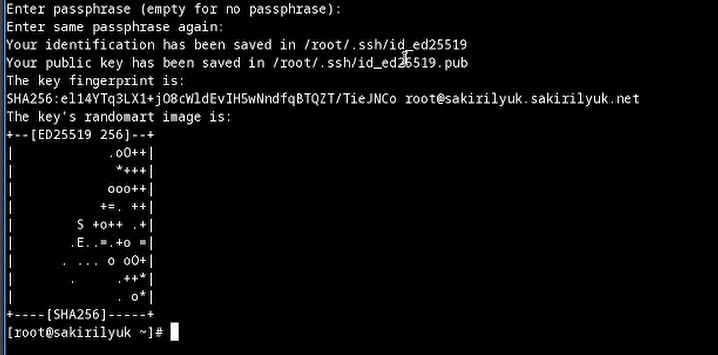 Enter passphrase (empty for no passphrase):
Enter same passphrase again:
Your identification has been saved in /root/.ssh/id_ed25519
Your public key has been saved in /root/.ssh/id_ed25519.pub
The key fingerprint is:
SHA256:el14YTq3LX1+jO8cWldEvIH5wNndfqBTQZT/TieJNCo root@sakirilyuk.sakirilyuk.net
The key's randomart image is:
+--[ED25519 256]--+
|            .oO++|
|             *+++|
|            ooo++|
|           +=. ++|
|        S +o++ .+|
|       .E..=.+o =|
|      . ... o oO+|
|       .     .++*|
|             . o*|
+----[SHA256]-----+
[root@sakirilyuk ~]#